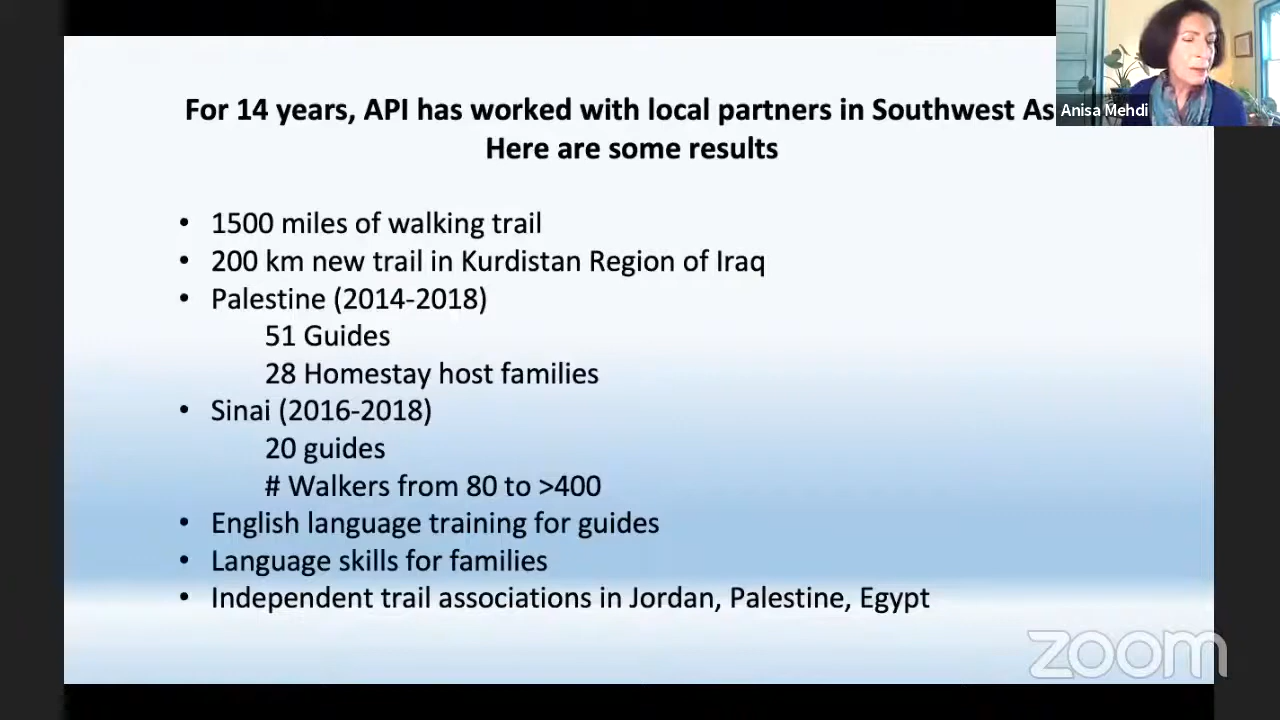 For 14 years, API has worked with local partners in Southwest As
Here are some results
• 1500 miles of walking trail
• 200 km new trail in Kurdistan Region of Iraq
• Palestine (2014-2018)
51 Guides
28 Homestay host families
• Sinai (2016-2018)
20 guides
# Walkers from 80 to >400
• English language training for guides
• Language skills for families
• Independent trail associations in Jordan, Palestine, Egypt
Anisa Mehdi
zoom